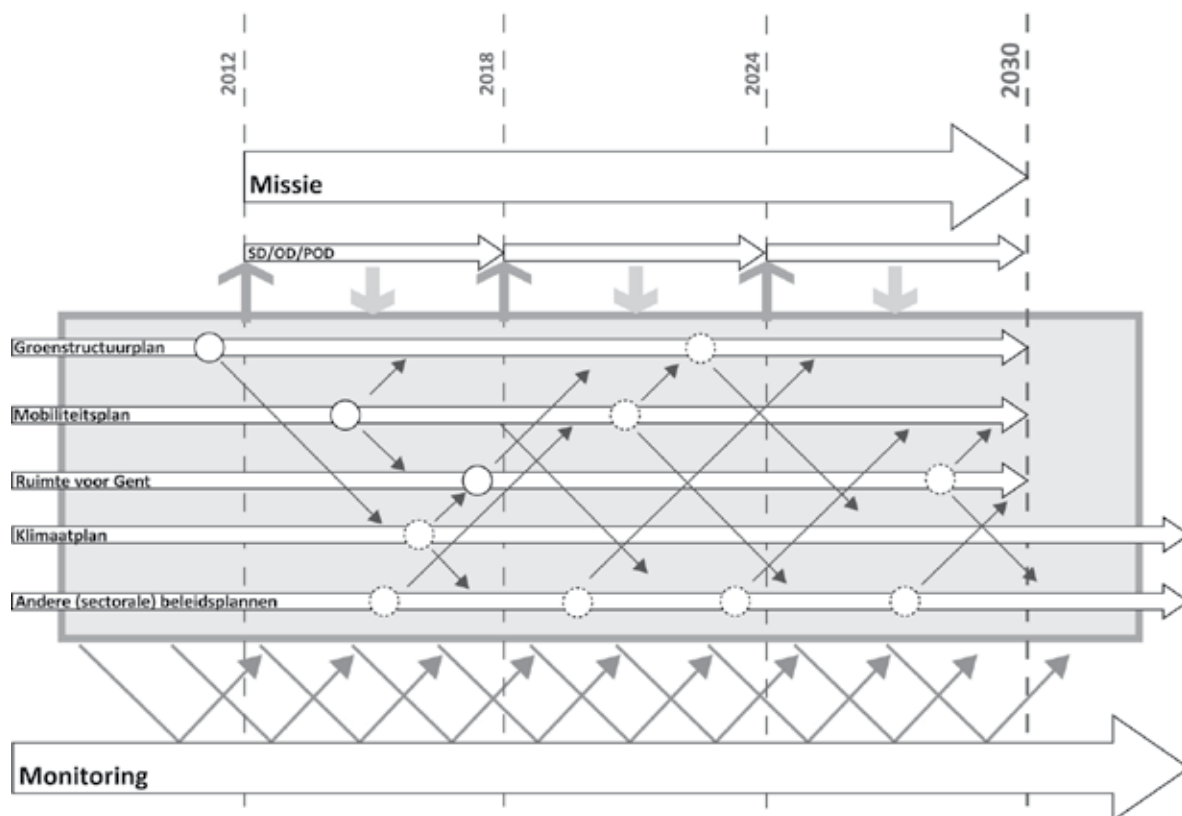 2012
2018
2024
2030
Missie
SD/OD/POD
Groenstructuurplan
Mobiliteitsplan
Ruimte voor Gent
Klimaatplan
Andere (sectorale) beleidsplannen
Monitoring